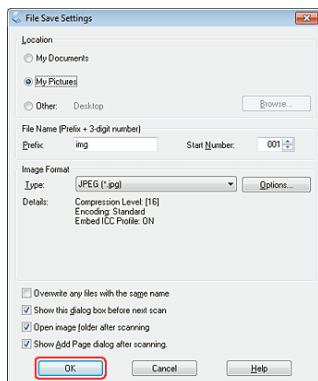 File Save Settings
Location
My Documents
My Pictures
Other: Desktop Browse...
File Name (Prefix + 3-digit number)
Prefix: img Start Number: 001
Image Format
Type: JPEG (*.jpg) Options...
Details: Compression Level: [16]
Encoding: Standard
Embed ICC Profile: ON
Overwrite any files with the same name
Show this dialog box before next scan
Open image folder after scanning
Show Add Page dialog after scanning.
OK Cancel Help